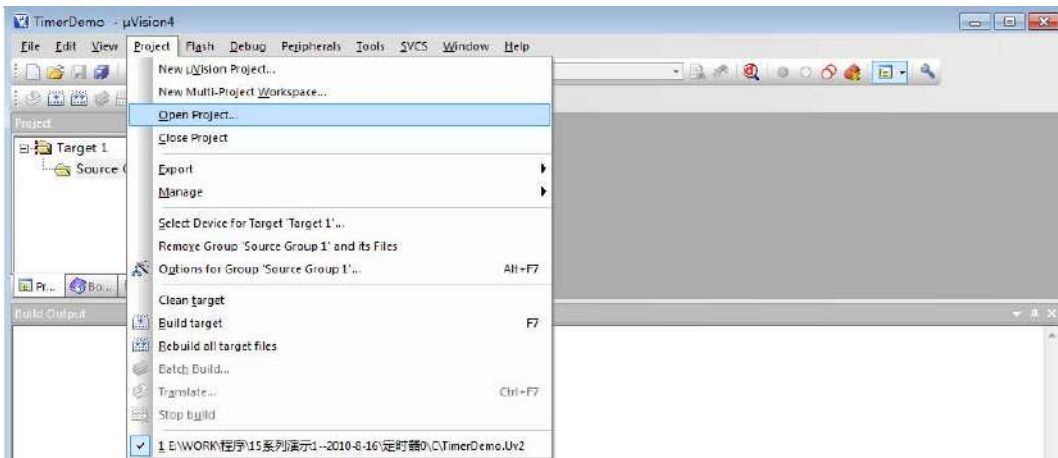 TimerDemo - µVision4
File Edit View Project Flash Debug Peripherals Tools SVCS Window Help
New µVision Project...
New Multi-Project Workspace...
Open Project...
Close Project
Export
Manage
Select Device for Target 'Target 1'...
Remove Group 'Source Group 1' and its Files
Options for Group 'Source Group 1'... Alt+F7
Clean target
Build target F7
Rebuild all target files
Batch Build...
Translate... Ctrl+F7
Stop build
1 E:\WORK\程序\15系列演示1--2010-8-16\定时器0\C\TimerDemo.Uv2
Project
Target 1
Source G
Pr... Bo...
Build Output